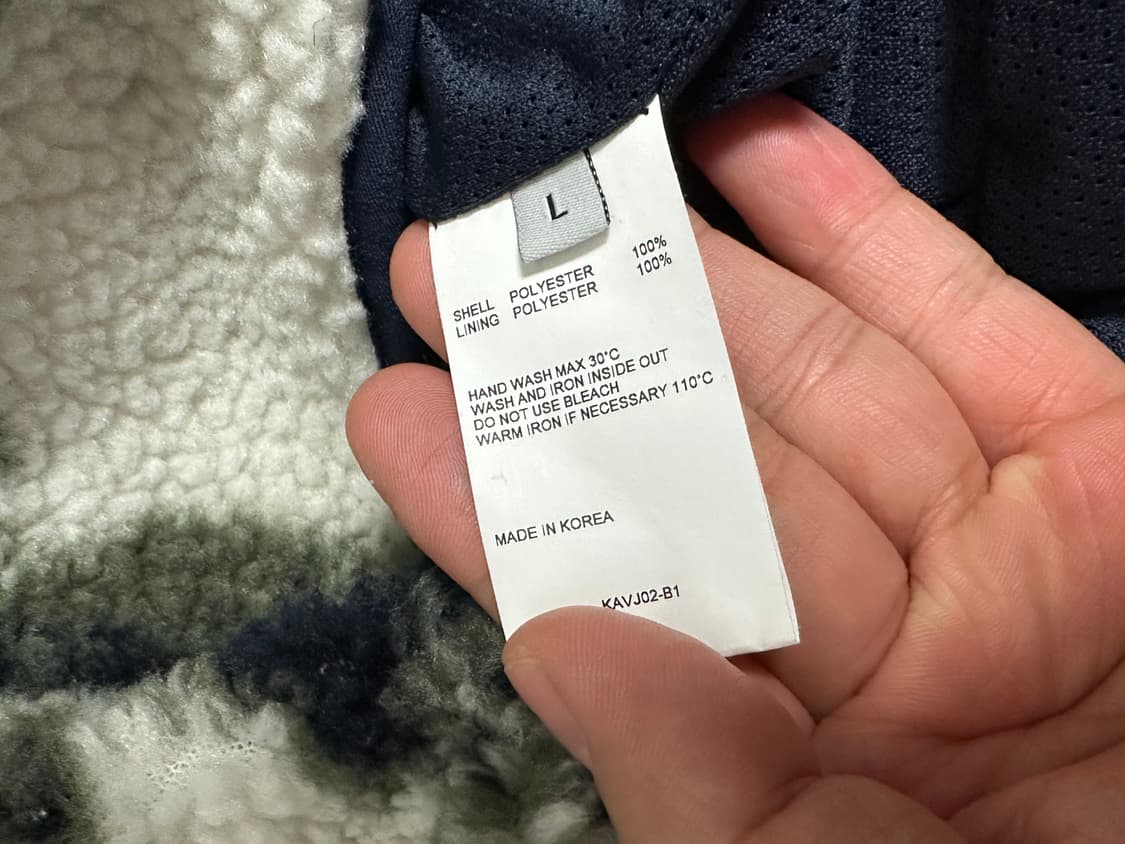 L
SHELL POLYESTER 100%
LINING POLYESTER 100%
HAND WASH MAX 30°C
WASH AND IRON INSIDE OUT
DO NOT USE BLEACH
WARM IRON IF NECESSARY 110°C
MADE IN KOREA
KAVJ02-B1